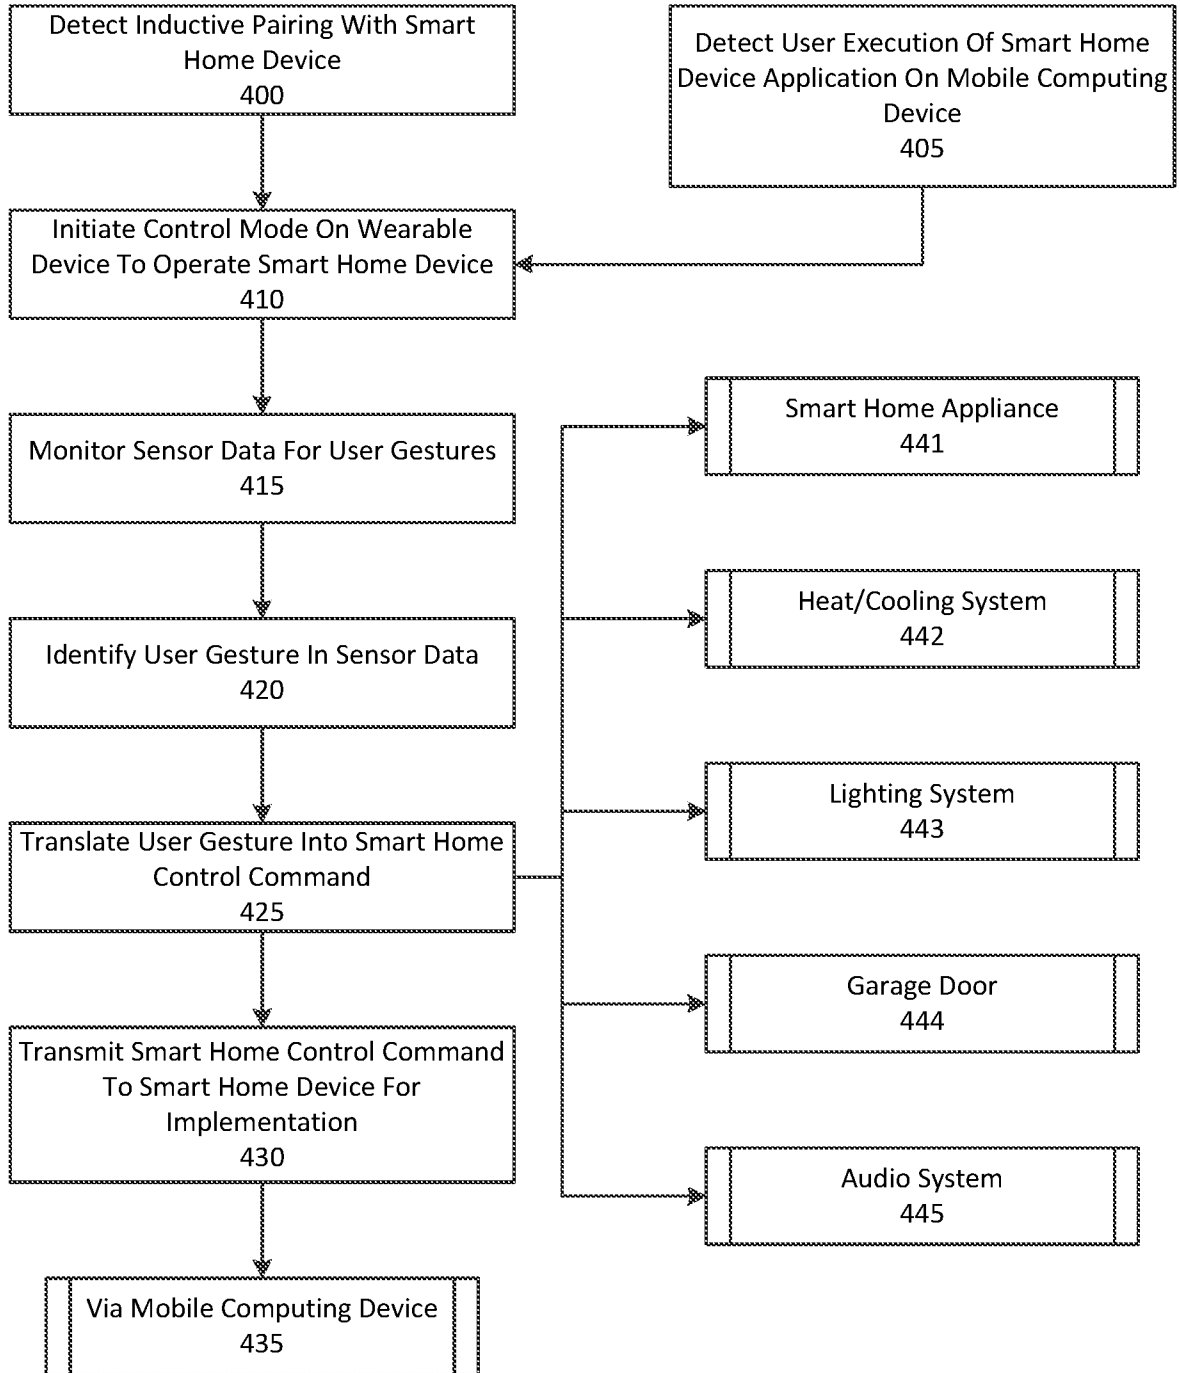 Detect Inductive Pairing With Smart
Home Device
400
Detect User Execution Of Smart Home
Device Application On Mobile Computing
Device
405
Initiate Control Mode On Wearable
Device To Operate Smart Home Device
410
Monitor Sensor Data For User Gestures
415
Identify User Gesture In Sensor Data
420
Translate User Gesture Into Smart Home
Control Command
425
Transmit Smart Home Control Command
To Smart Home Device For
Implementation
430
Via Mobile Computing Device
435
Smart Home Appliance
441
Heat/Cooling System
442
Lighting System
443
Garage Door
444
Audio System
445